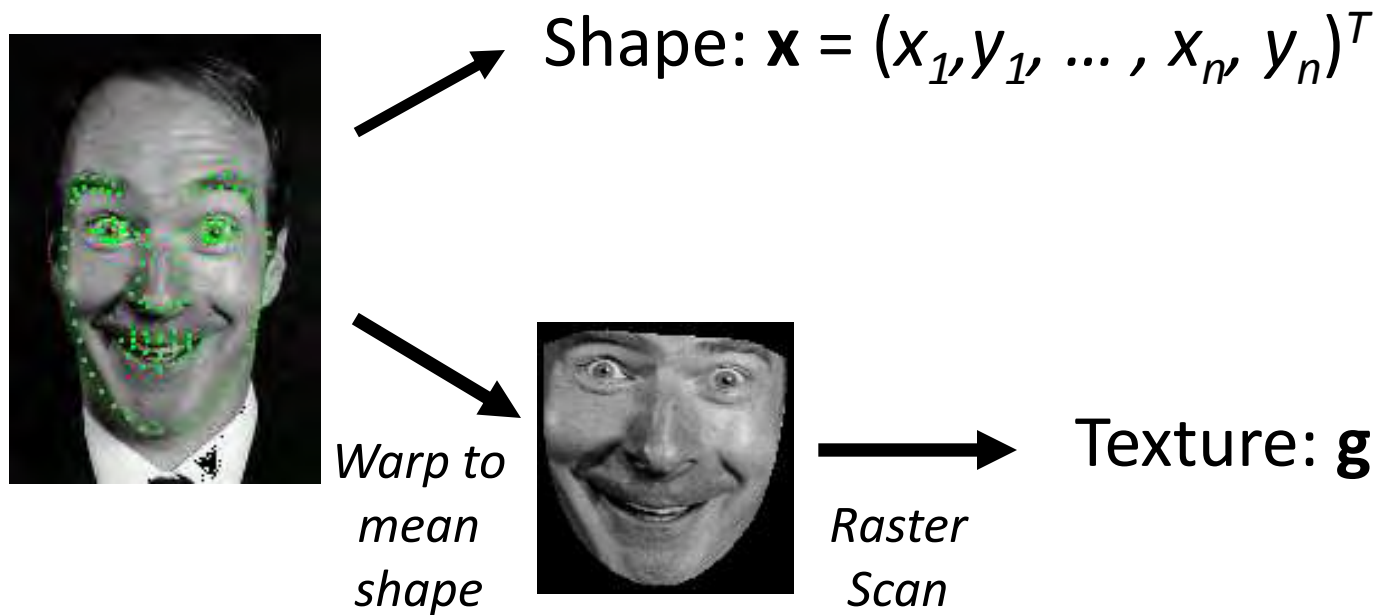 Shape: x = (x₁,y₁, … , xₙ, yₙ)ᵀ
Warp to
mean
shape
Raster
Scan
Texture: g